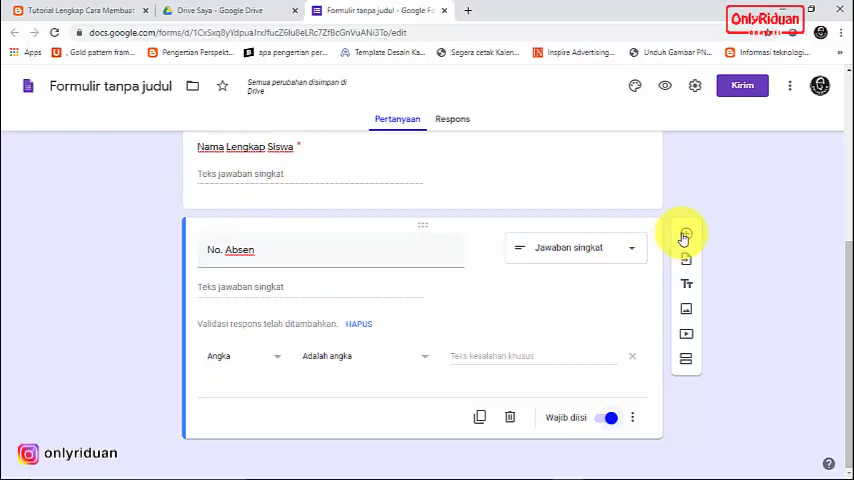 Tutorial Lengkap Cara Membuat
Drive Saya - Google Drive
Formulir tanpa judul - Google Fo
OnlyRiduan
docs.google.com/forms/d/1CxSxq8yYdpuaInxfucZ6Iu8eLRc7ZfBcGnVuANi3To/edit
Apps
, Gold pattern fram...
Pengertian Perspekt...
apa pengertian per...
Template Desain Ka...
Segera cetak Kalen...
Inspire Advertising...
Unduh Gambar PN...
Informasi teknologi...
Formulir tanpa judul
Semua perubahan disimpan di
Drive
Kirim
Pertanyaan
Respons
Nama Lengkap Siswa *
Teks jawaban singkat
No. Absen
Jawaban singkat
Teks jawaban singkat
Validasi respons telah ditambahkan.
HAPUS
Angka
Adalah angka
Teks kesalahan khusus
Wajib diisi
onlyriduan